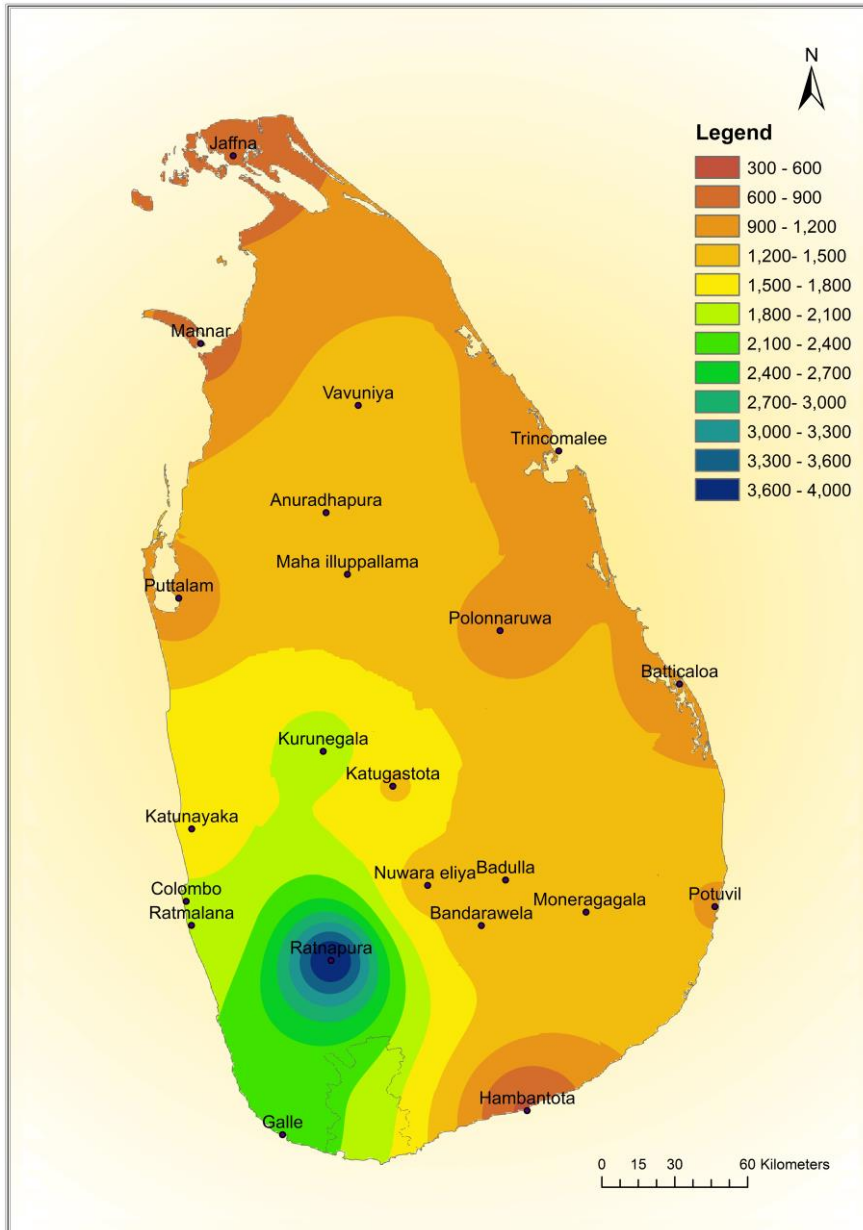 N
Jaffna
Legend
300 - 600
600 - 900
900 - 1,200
1,200- 1,500
1,500 - 1,800
1,800 - 2,100
2,100 - 2,400
2,400 - 2,700
2,700- 3,000
3,000 - 3,300
3,300 - 3,600
3,600 - 4,000
Mannar
Vavuniya
Trincomalee
Anuradhapura
Maha illuppallama
Puttalam
Polonnaruwa
Batticaloa
Kurunegala
Katugastota
Katunayaka
Nuwara eliya
Badulla
Colombo
Moneragagala
Potuvil
Ratmalana
Bandarawela
Ratnapura
Hambantota
Galle
0 15 30 60 Kilometers